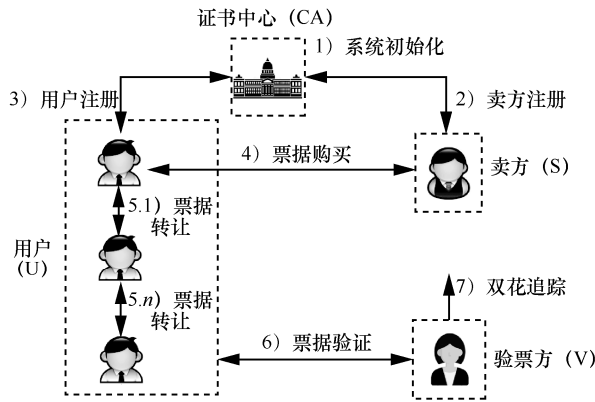 证书中心（CA）
1）系统初始化
3）用户注册
2）卖方注册
4）票据购买
卖方（S）
5.1）票据
转让
用户
（U）
5.n）票据
转让
7）双花追踪
6）票据验证
验票方（V）